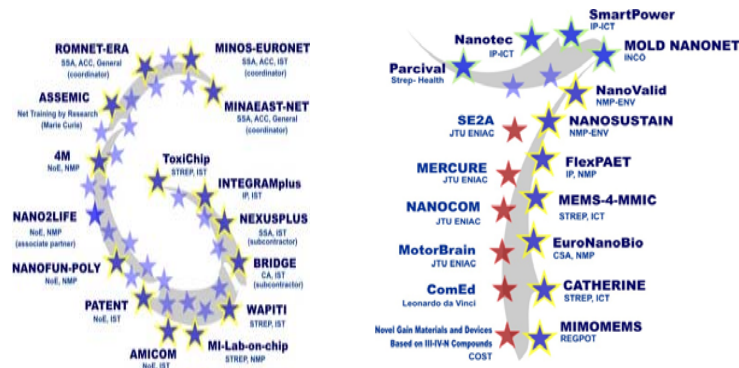 ROMNET-ERA
SSA, ACC, General
(coordinator)
MINOS-EURONET
SSA, ACC, IST
(coordinator)
ASSEMIC
Net Training by Research
(Marie Curie)
MINAEAST-NET
SSA, ACC, General
(coordinator)
4M
NoE, NMP
ToxiChip
STREP, IST
INTEGRAMplus
IP, IST
NANO2LIFE
NoE, NMP
(associate partner)
NEXUSPLUS
SSA, IST
(subcontractor)
NANOFUN-POLY
NoE, NMP
BRIDGE
CA, IST
(subcontractor)
PATENT
NoE, IST
WAPITI
STREP, IST
AMICOM
NoE, IST
MI-Lab-on-chip
STREP, NMP
SmartPower
IP-ICT
Nanotec
IP-ICT
MOLD NANONET
INCO
Parcival
Strep- Health
NanoValid
NMP-ENV
SE2A
JTU ENIAC
NANOSUSTAIN
NMP-ENV
MERCURE
JTU ENIAC
FlexPAET
IP, NMP
NANOCOM
JTU ENIAC
MEMS-4-MMIC
STREP, ICT
MotorBrain
JTU ENIAC
EuroNanoBio
CSA, NMP
ComEd
Leonardo da Vinci
CATHERINE
STREP, ICT
Novel Gain Materials and Devices
Based on III-IV-N Compounds
COST
MIMOMEMS
REGPOT